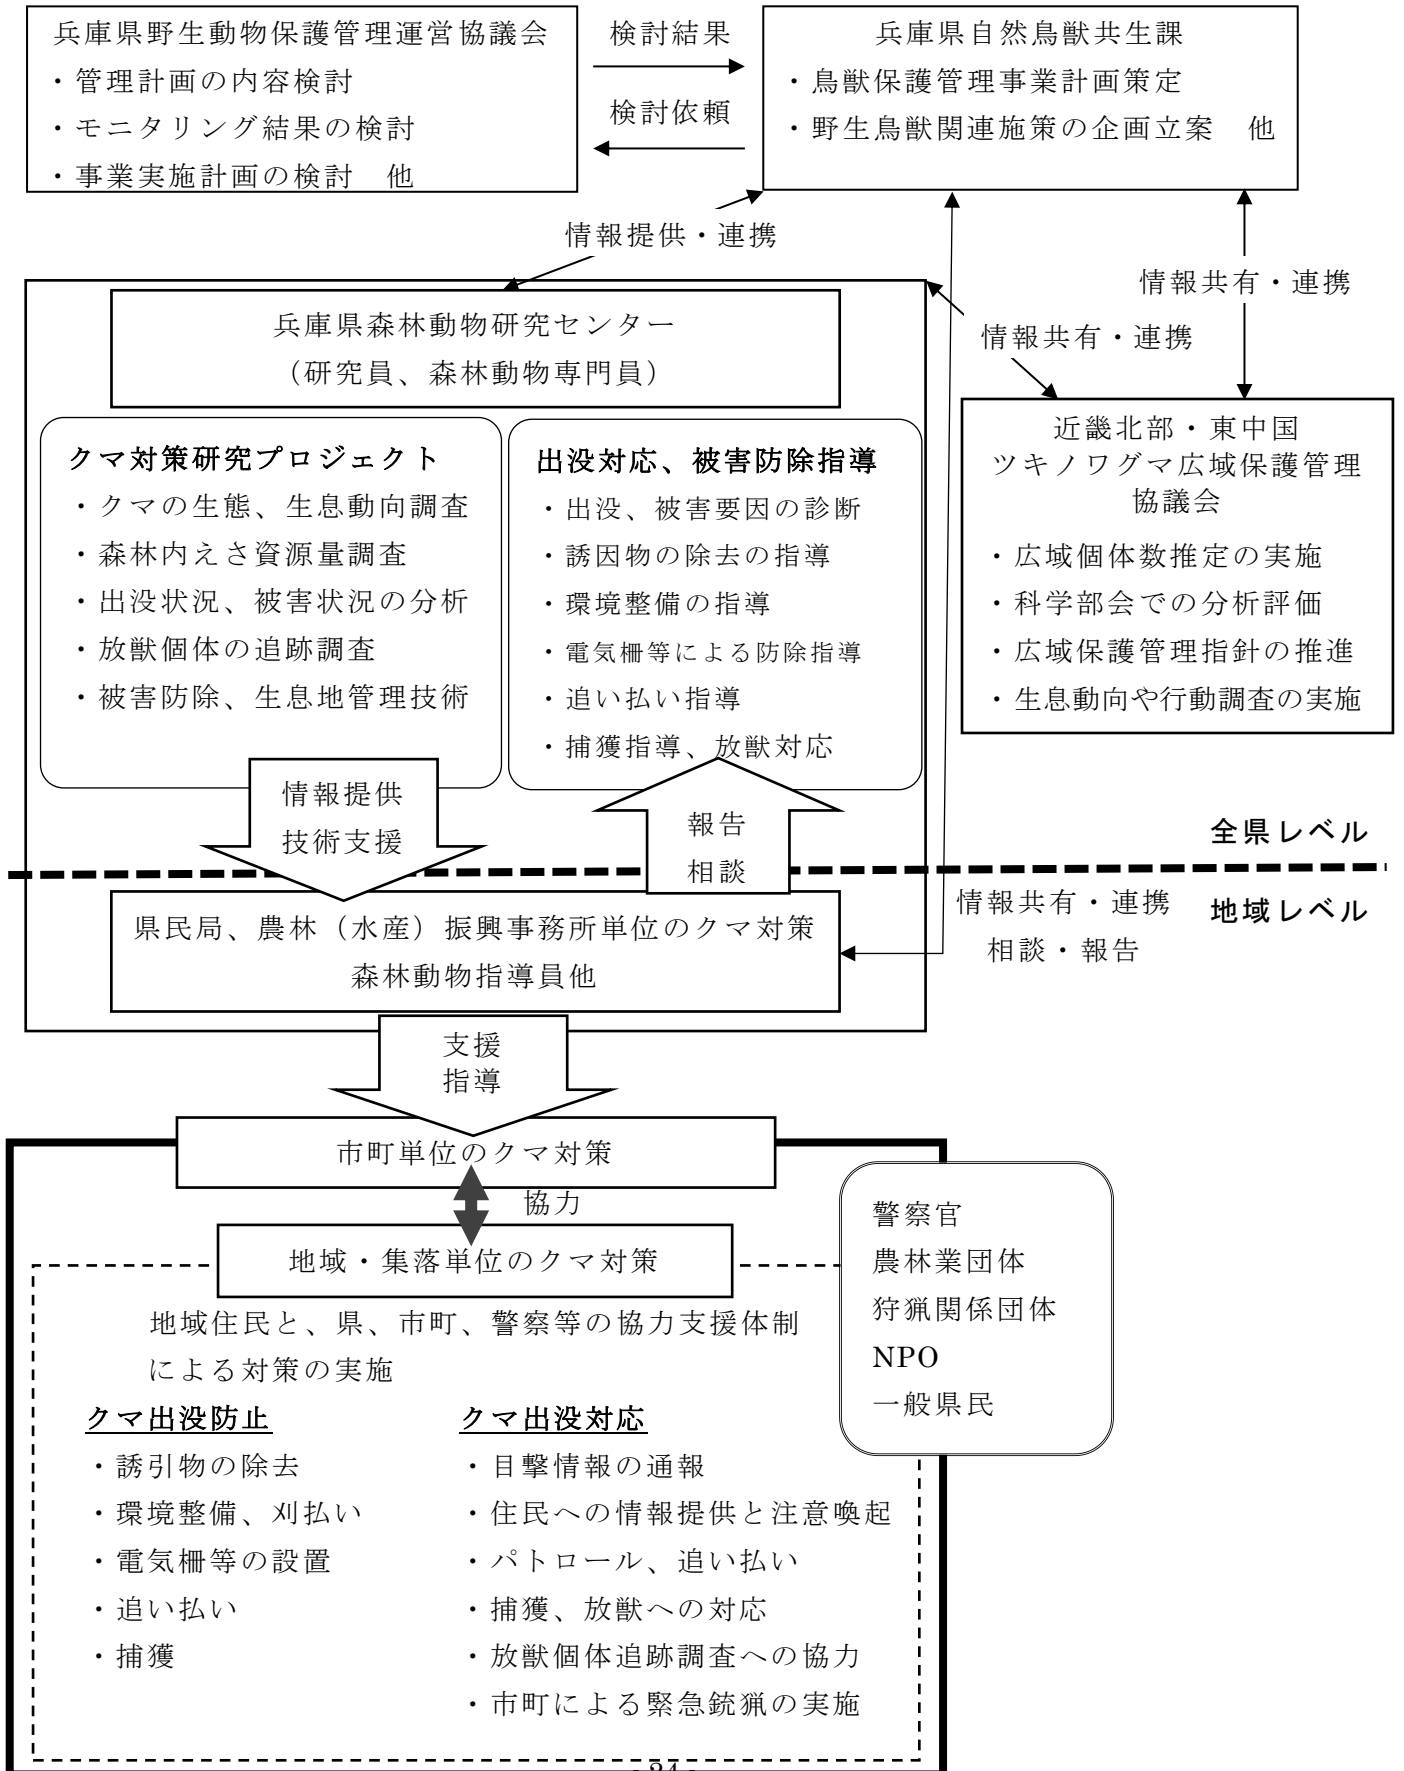 兵庫県野生動物保護管理運営協議会
・管理計画の内容検討
・モニタリング結果の検討
・事業実施計画の検討　他
検討結果
検討依頼
兵庫県自然鳥獣共生課
・鳥獣保護管理事業計画策定
・野生鳥獣関連施策の企画立案　他
情報提供・連携
情報共有・連携
情報共有・連携
兵庫県森林動物研究センター
（研究員、森林動物専門員）
クマ対策研究プロジェクト
・クマの生態、生息動向調査
・森林内えさ資源量調査
・出没状況、被害状況の分析
・放獣個体の追跡調査
・被害防除、生息地管理技術
出没対応、被害防除指導
・出没、被害要因の診断
・誘因物の除去の指導
・環境整備の指導
・電気柵等による防除指導
・追い払い指導
・捕獲指導、放獣対応
近畿北部・東中国
ツキノワグマ広域保護管理
協議会
・広域個体数推定の実施
・科学部会での分析評価
・広域保護管理指針の推進
・生息動向や行動調査の実施
情報提供
技術支援
報告
相談
全県レベル
地域レベル
情報共有・連携
相談・報告
県民局、農林（水産）振興事務所単位のクマ対策
森林動物指導員他
支援
指導
市町単位のクマ対策
協力
地域・集落単位のクマ対策
地域住民と、県、市町、警察等の協力支援体制
による対策の実施
クマ出没防止
・誘引物の除去
・環境整備、刈払い
・電気柵等の設置
・追い払い
・捕獲
クマ出没対応
・目撃情報の通報
・住民への情報提供と注意喚起
・パトロール、追い払い
・捕獲、放獣への対応
・放獣個体追跡調査への協力
・市町による緊急銃猟の実施
警察官
農林業団体
狩猟関係団体
NPO
一般県民